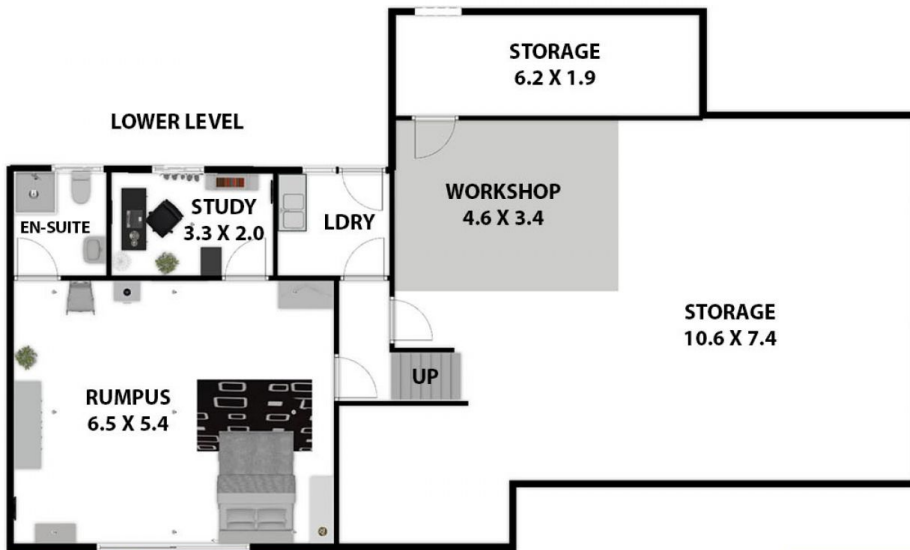 STORAGE
6.2 X 1.9
LOWER LEVEL
WORKSHOP
4.6 X 3.4
STUDY
3.3 X 2.0
EN-SUITE
LDRY
STORAGE
10.6 X 7.4
UP
RUMPUS
6.5 X 5.4